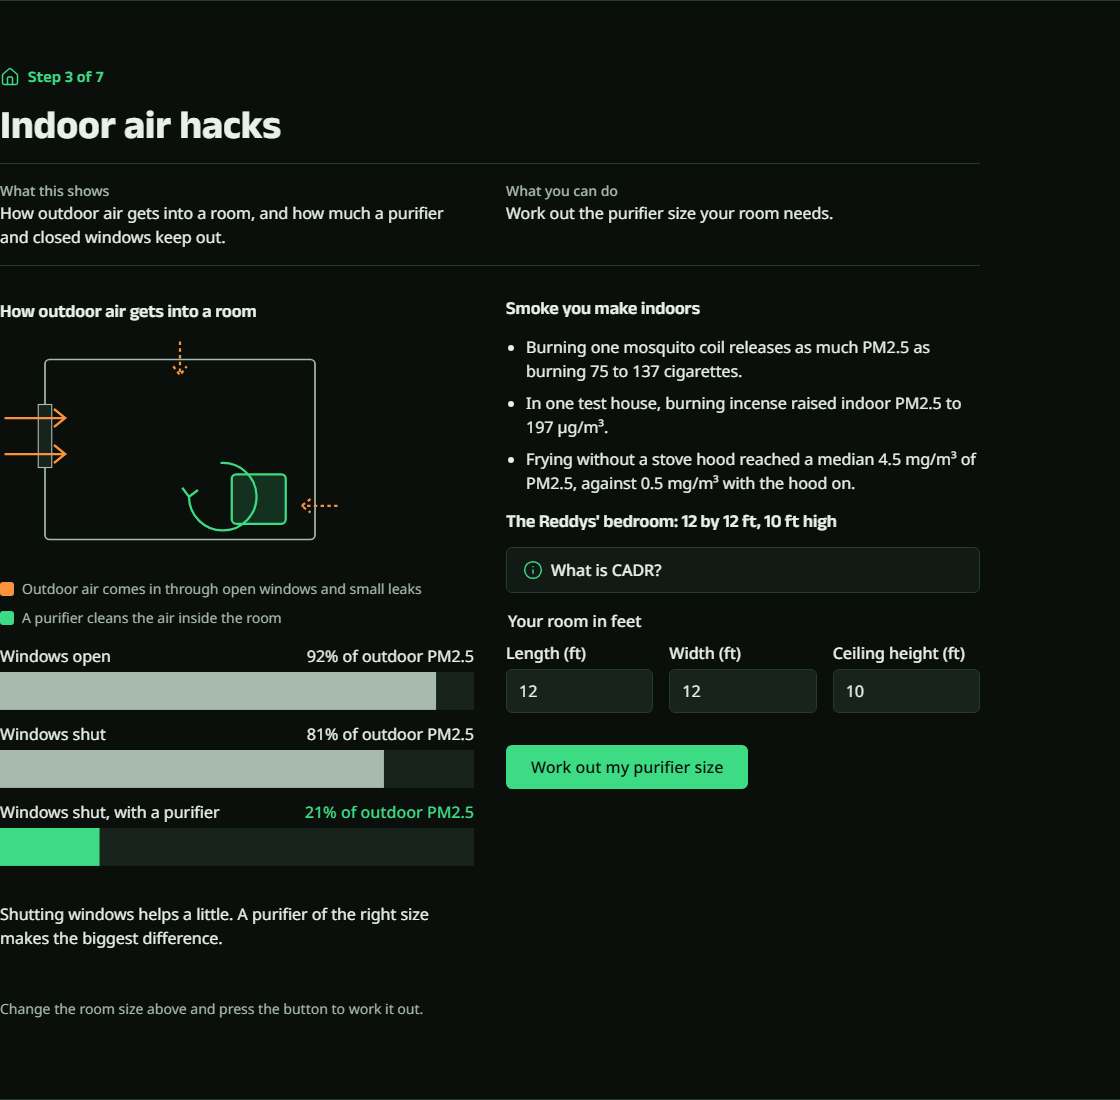 Step 3 of 7
Indoor air hacks
What this shows
How outdoor air gets into a room, and how much a purifier
and closed windows keep out.
What you can do
Work out the purifier size your room needs.
How outdoor air gets into a room
Outdoor air comes in through open windows and small leaks
A purifier cleans the air inside the room
Windows open
92% of outdoor PM2.5
Windows shut
81% of outdoor PM2.5
Windows shut, with a purifier
21% of outdoor PM2.5
Shutting windows helps a little. A purifier of the right size
makes the biggest difference.
Smoke you make indoors
• Burning one mosquito coil releases as much PM2.5 as
burning 75 to 137 cigarettes.
• In one test house, burning incense raised indoor PM2.5 to
197 µg/m³.
• Frying without a stove hood reached a median 4.5 mg/m³ of
PM2.5, against 0.5 mg/m³ with the hood on.
The Reddys' bedroom: 12 by 12 ft, 10 ft high
What is CADR?
Your room in feet
Length (ft)
12
Width (ft)
12
Ceiling height (ft)
10
Work out my purifier size
Change the room size above and press the button to work it out.